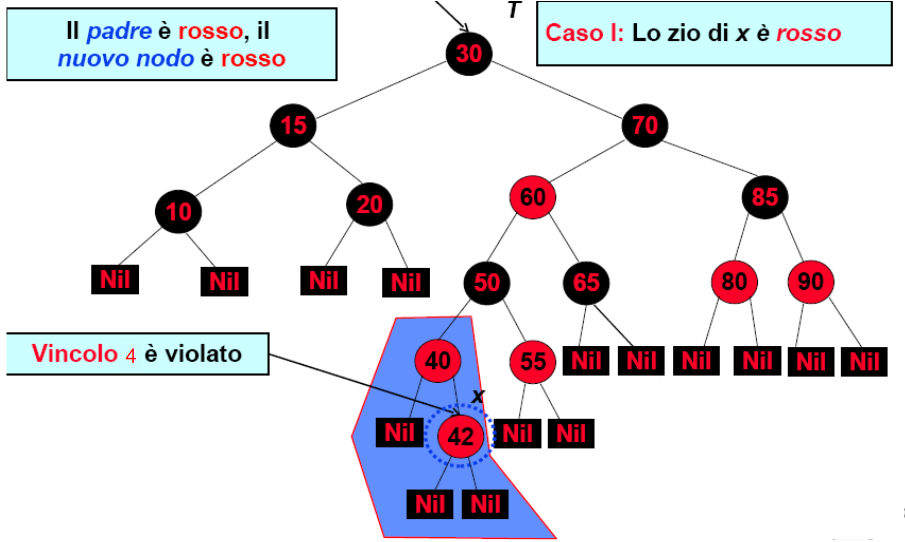 T
Il padre è rosso, il
nuovo nodo è rosso
Caso I: Lo zio di x è rosso
30
15 70
10 20 60 85
Nil Nil Nil Nil 50 65 80 90
Vincolo 4 è violato
40 55 Nil Nil Nil Nil Nil Nil
x
Nil 42 Nil Nil
Nil Nil